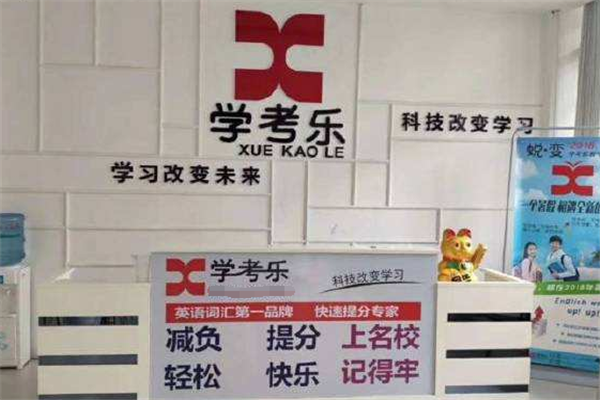 学考乐
XUE KAO LE
科技改变学习
学习改变未来
学考乐 科技改变学习
英语词汇第一品牌 快速提分专家
减负 提分 上名校
轻松 快乐 记得牢
蜕·变
English
up! up!